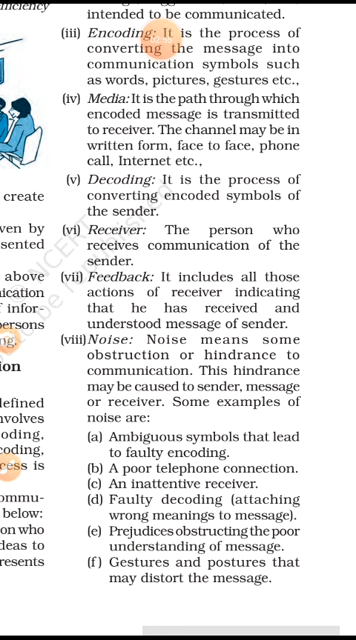 fficiency
create
ven by
sented
above
ication
f infor-
persons
ng.
ion
defined
nvolves
oding,
coding,
cess is
ommu-
below:
on who
deas to
resents
intended to be communicated.
(iii) Encoding: It is the process of
converting the message into
communication symbols such
as words, pictures, gestures etc.,
(iv) Media: It is the path through which
encoded message is transmitted
to receiver. The channel may be in
written form, face to face, phone
call, Internet etc.,
(v) Decoding: It is the process of
converting encoded symbols of
the sender.
(vi) Receiver: The person who
receives communication of the
sender.
(vii) Feedback: It includes all those
actions of receiver indicating
that he has received and
understood message of sender.
(viii) Noise: Noise means some
obstruction or hindrance to
communication. This hindrance
may be caused to sender, message
or receiver. Some examples of
noise are:
(a) Ambiguous symbols that lead
to faulty encoding.
(b) A poor telephone connection.
(c) An inattentive receiver.
(d) Faulty decoding (attaching
wrong meanings to message).
(e) Prejudices obstructing the poor
understanding of message.
(f) Gestures and postures that
may distort the message.